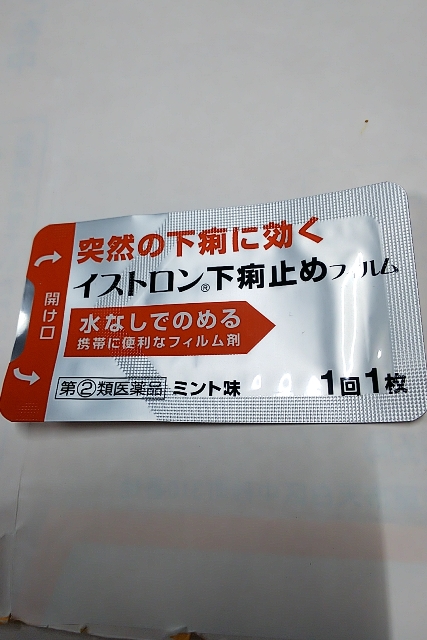 突然の下痢に効く
イストロン®下痢止めフィルム
開け口
水なしでのめる
携帯に便利なフィルム剤
第②類医薬品 ミント味 1回1枚